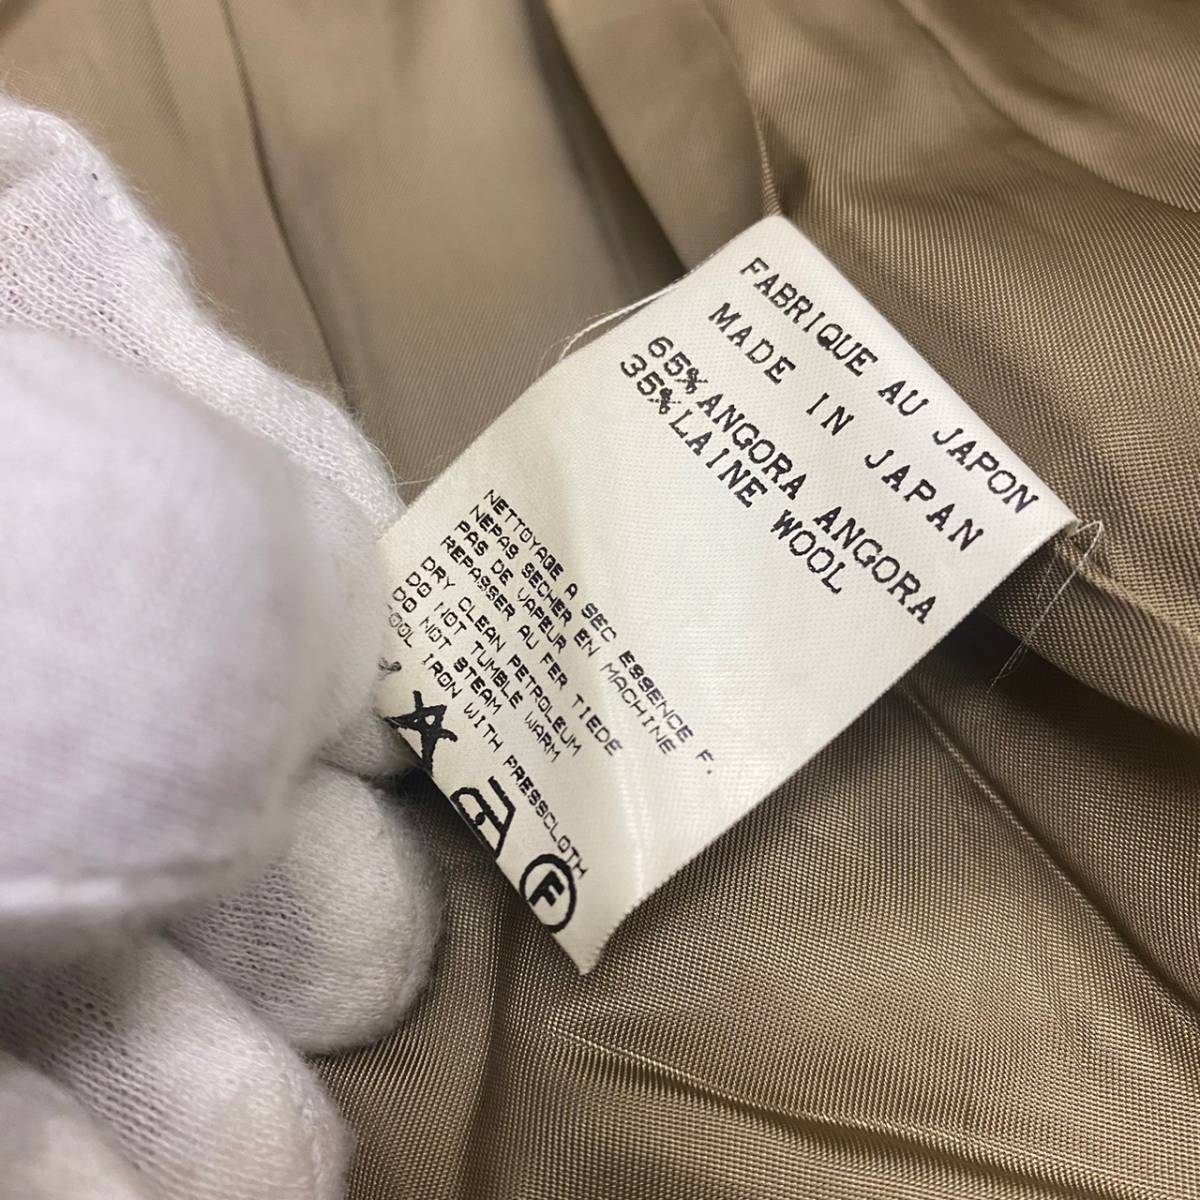 FABRIQUE AU JAPON
MADE IN JAPAN
65% ANGORA ANGORA
35% LAINE WOOL
NETTOYAGE A SEC ESSENCE F.
NEPAS SECHER EN MACHINE
PAS DE VAPEUR
REPASSER AU FER TIEDE
DRY CLEAN PETROLEUM
DO NOT TUMBLE WARM
DO NOT STEAM
COOL IRON WITH PRESSCLOTH
A
F